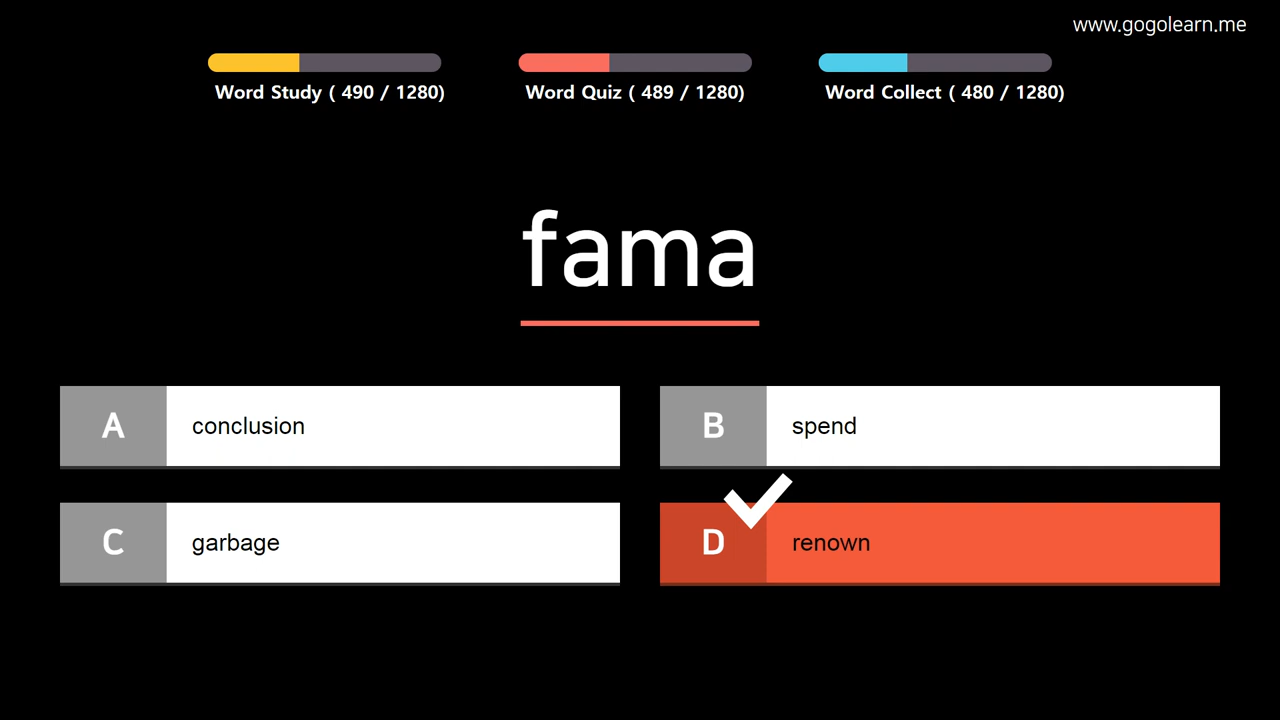 www.gogolearn.me
Word Study ( 490 / 1280)
Word Quiz ( 489 / 1280)
Word Collect ( 480 / 1280)
fama
A conclusion
B spend
C garbage
D renown